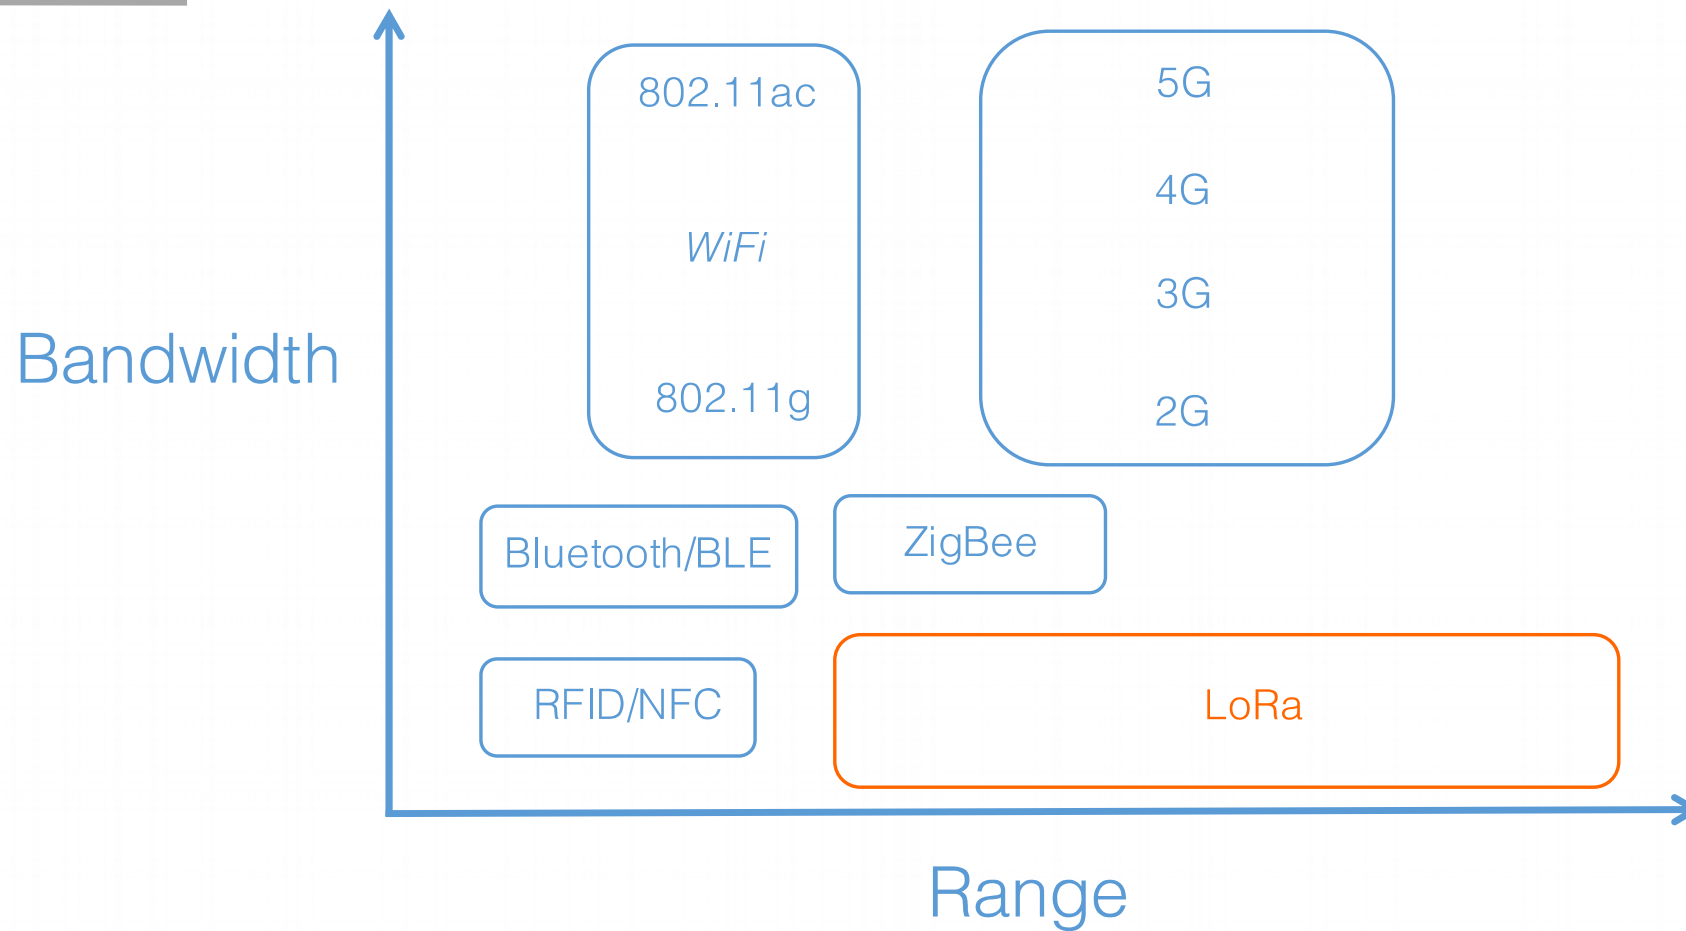 802.11ac
WiFi
802.11g
5G
4G
3G
2G
Bandwidth
Bluetooth/BLE
ZigBee
RFID/NFC
LoRa
Range